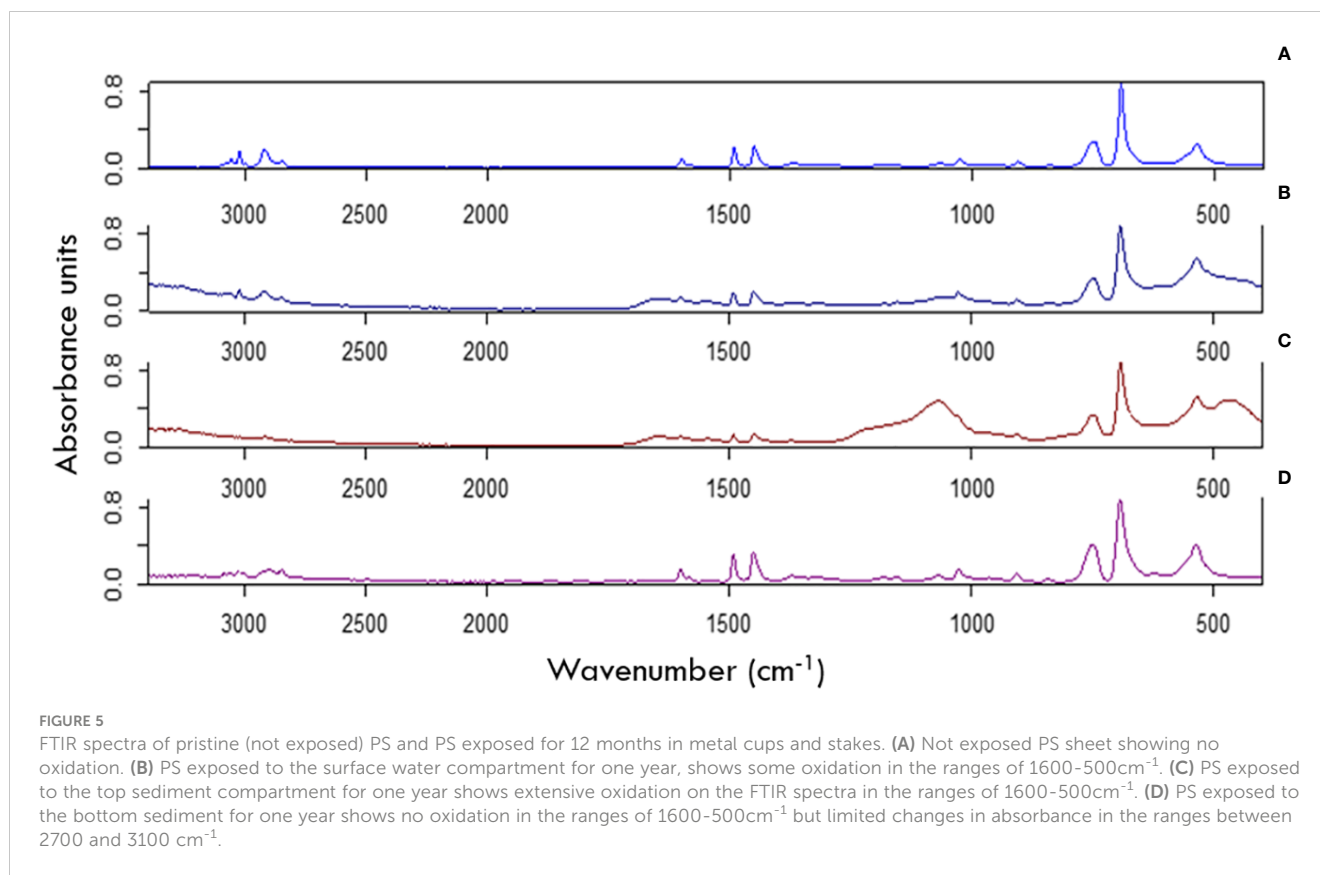 A
0.8
0.0
3000 2500 2000 1500 1000 500
B
0.8
0.0
3000 2500 2000 1500 1000 500
C
0.8
0.0
3000 2500 2000 1500 1000 500
D
0.8
0.0
3000 2500 2000 1500 1000 500
Absorbance units
Wavenumber (cm⁻¹)
FIGURE 5
FTIR spectra of pristine (not exposed) PS and PS exposed for 12 months in metal cups and stakes. (A) Not exposed PS sheet showing no
oxidation. (B) PS exposed to the surface water compartment for one year, shows some oxidation in the ranges of 1600-500cm⁻¹. (C) PS exposed
to the top sediment compartment for one year shows extensive oxidation on the FTIR spectra in the ranges of 1600-500cm⁻¹. (D) PS exposed to
the bottom sediment for one year shows no oxidation in the ranges of 1600-500cm⁻¹ but limited changes in absorbance in the ranges between
2700 and 3100 cm⁻¹.